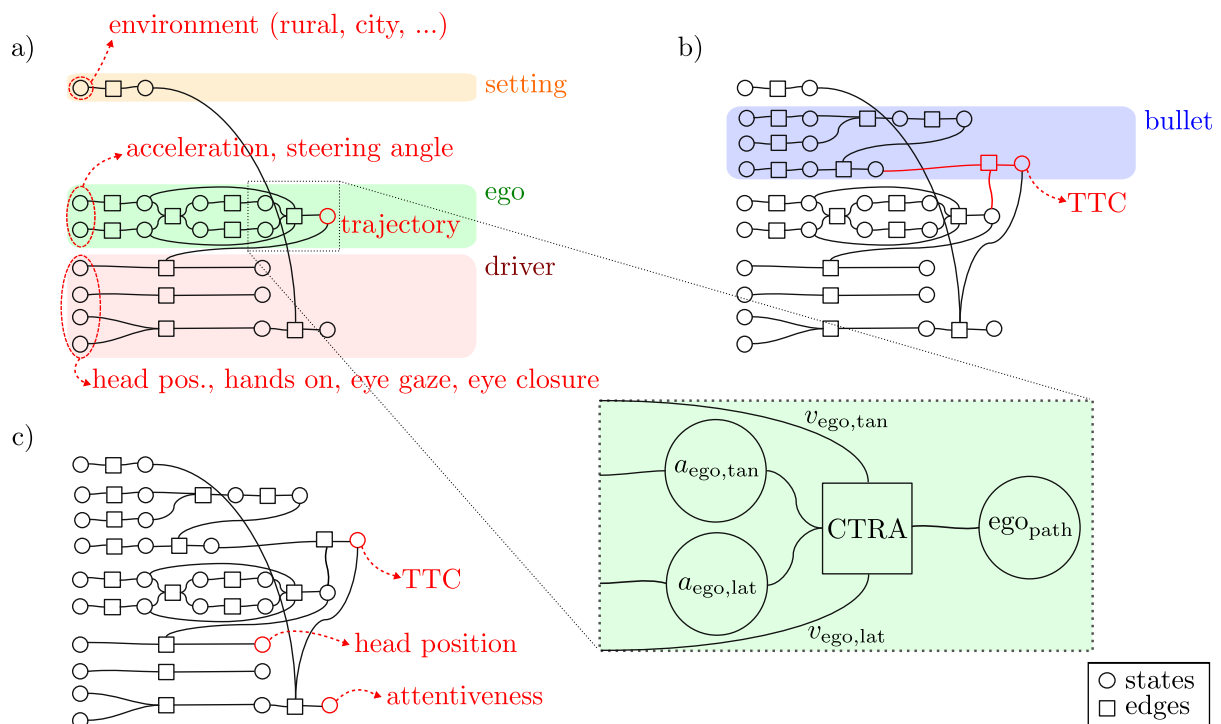 a)
environment (rural, city, ...)
setting
acceleration, steering angle
ego
trajectory
driver
head pos., hands on, eye gaze, eye closure
b)
bullet
TTC
v_ego,tan
a_ego,tan
CTRA
ego_path
a_ego,lat
v_ego,lat
c)
TTC
head position
attentiveness
states
edges